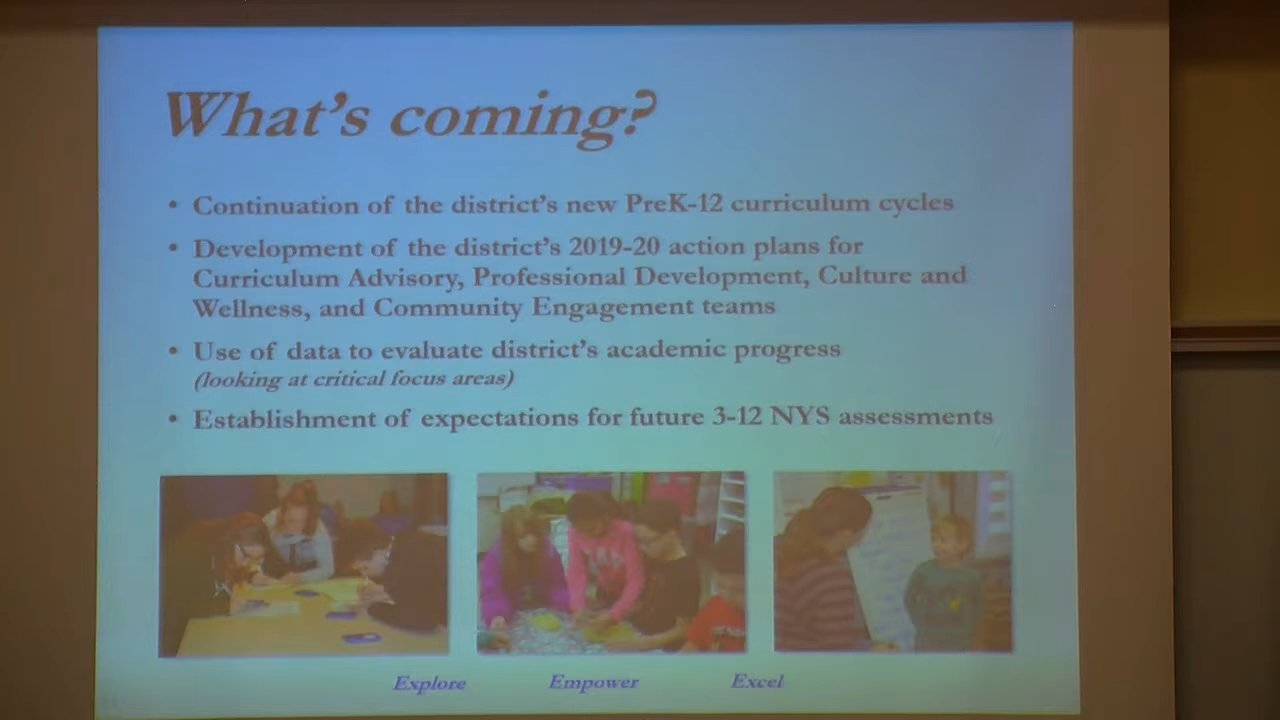 What's coming?
• Continuation of the district's new PreK-12 curriculum cycles
• Development of the district's 2019-20 action plans for
Curriculum Advisory, Professional Development, Culture and
Wellness, and Community Engagement teams
• Use of data to evaluate district's academic progress
(looking at critical focus areas)
• Establishment of expectations for future 3-12 NYS assessments
Explore Empower Excel